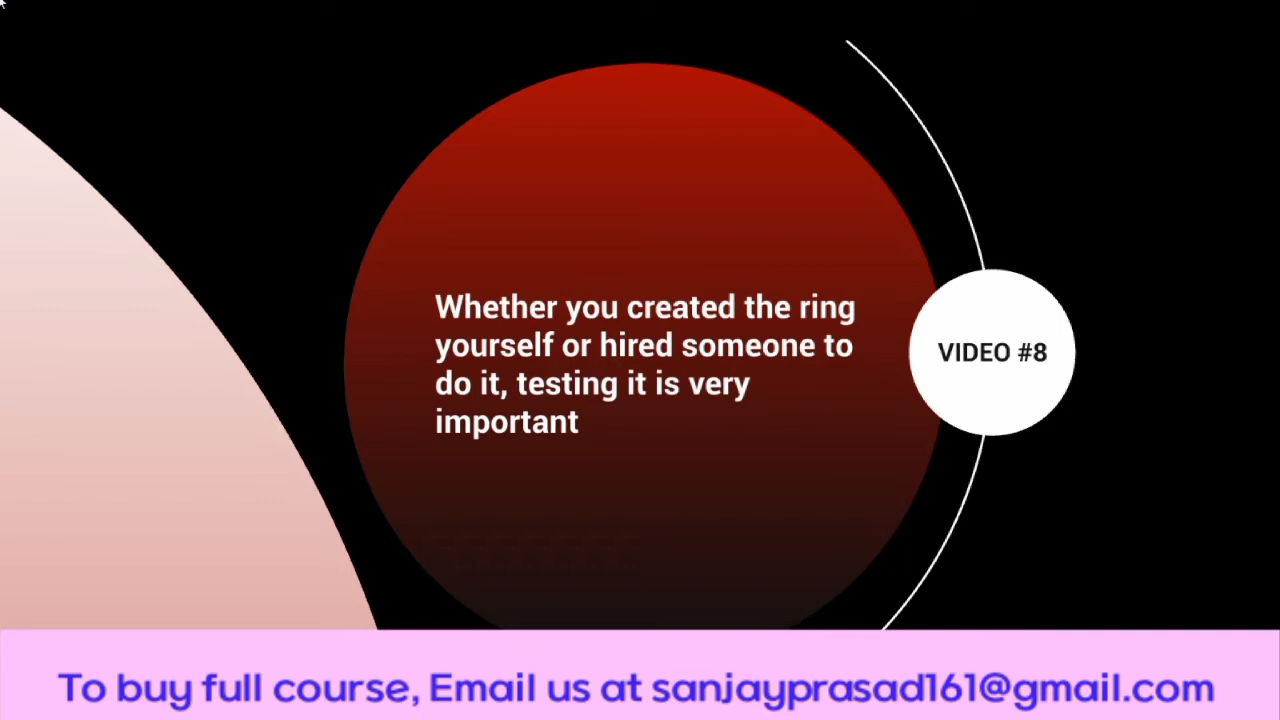 Whether you created the ring
yourself or hired someone to
do it, testing it is very
important
VIDEO #8
To buy full course, Email us at sanjayprasad161@gmail.com